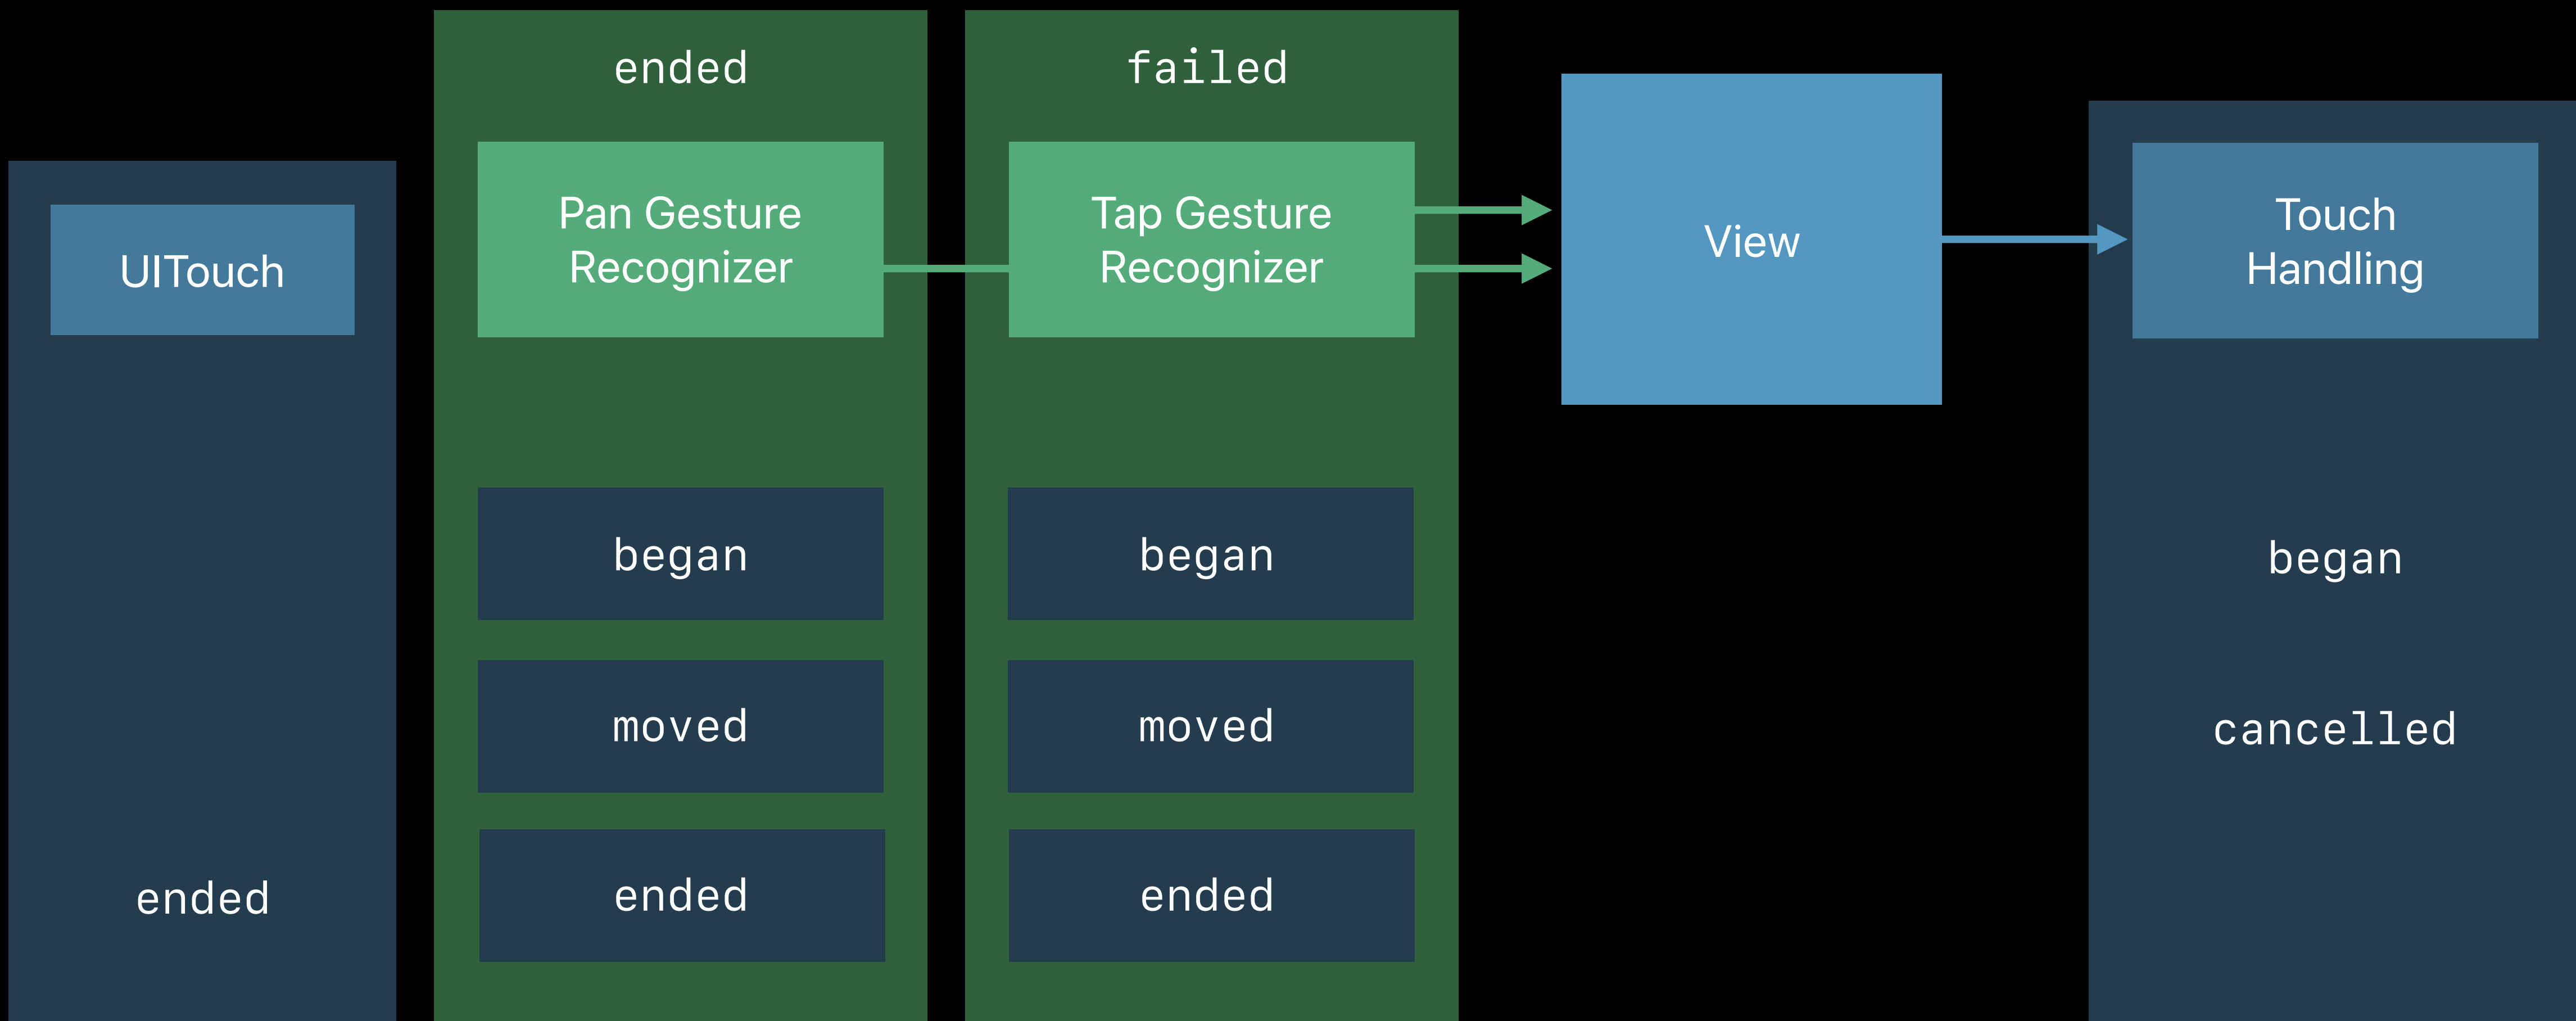 ended
failed
UITouch
Pan Gesture
Recognizer
Tap Gesture
Recognizer
View
Touch
Handling
began
began
began
moved
moved
cancelled
ended
ended
ended